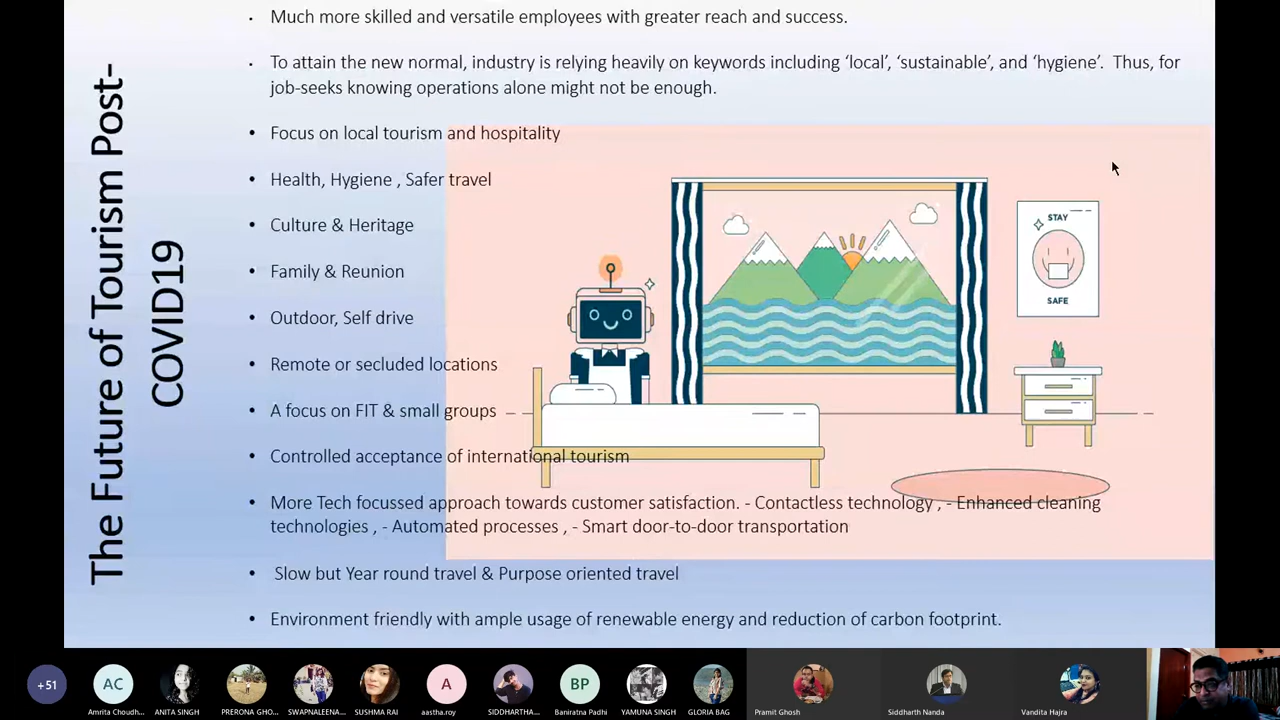 The Future of Tourism Post-
COVID19
• Much more skilled and versatile employees with greater reach and success.
• To attain the new normal, industry is relying heavily on keywords including ‘local’, ‘sustainable’, and ‘hygiene’.  Thus, for
job-seeks knowing operations alone might not be enough.
• Focus on local tourism and hospitality
• Health, Hygiene , Safer travel
• Culture & Heritage
• Family & Reunion
• Outdoor, Self drive
• Remote or secluded locations
• A focus on FIT & small groups
• Controlled acceptance of international tourism
• More Tech focussed approach towards customer satisfaction. - Contactless technology , - Enhanced cleaning
technologies , - Automated processes , - Smart door-to-door transportation
• Slow but Year round travel & Purpose oriented travel
• Environment friendly with ample usage of renewable energy and reduction of carbon footprint.
STAY
SAFE
+51
AC
A
BP
Amrita Choudh...
ANITA SINGH
PRERONA GHO...
SWAPNALEENA...
SUSHMA RAI
aastha.roy
SIDDHARTHA...
Baniratna Padhi
YAMUNA SINGH
GLORIA BAG
Pramit Ghosh
Siddharth Nanda
Vandita Hajra